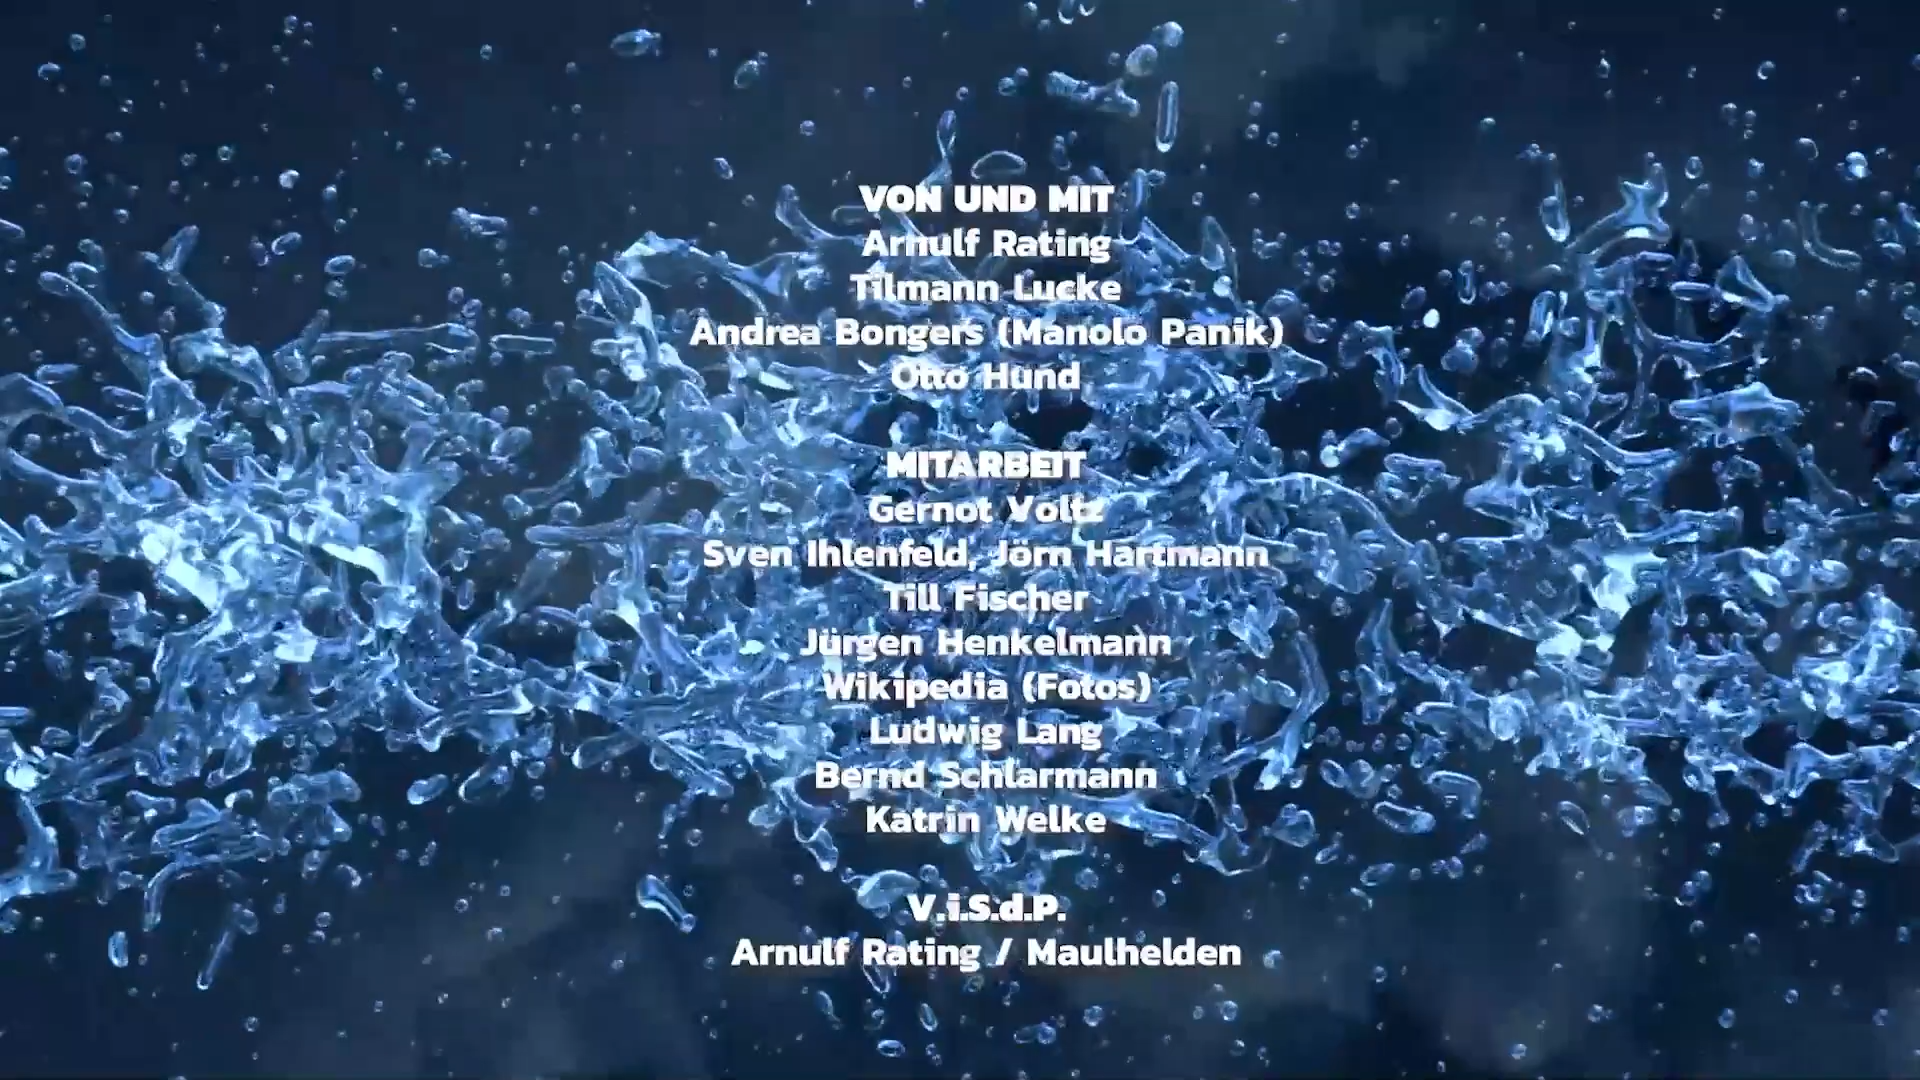 VON UND MIT
Arnulf Rating
Tilmann Lucke
Andrea Bongers (Manolo Panik)
Otto Hund
MITARBEIT
Gernot Voltz
Sven Ihlenfeld, Jörn Hartmann
Till Fischer
Jürgen Henkelmann
Wikipedia (Fotos)
Ludwig Lang
Bernd Schlarmann
Katrin Welke
V.i.S.d.P.
Arnulf Rating / Maulhelden